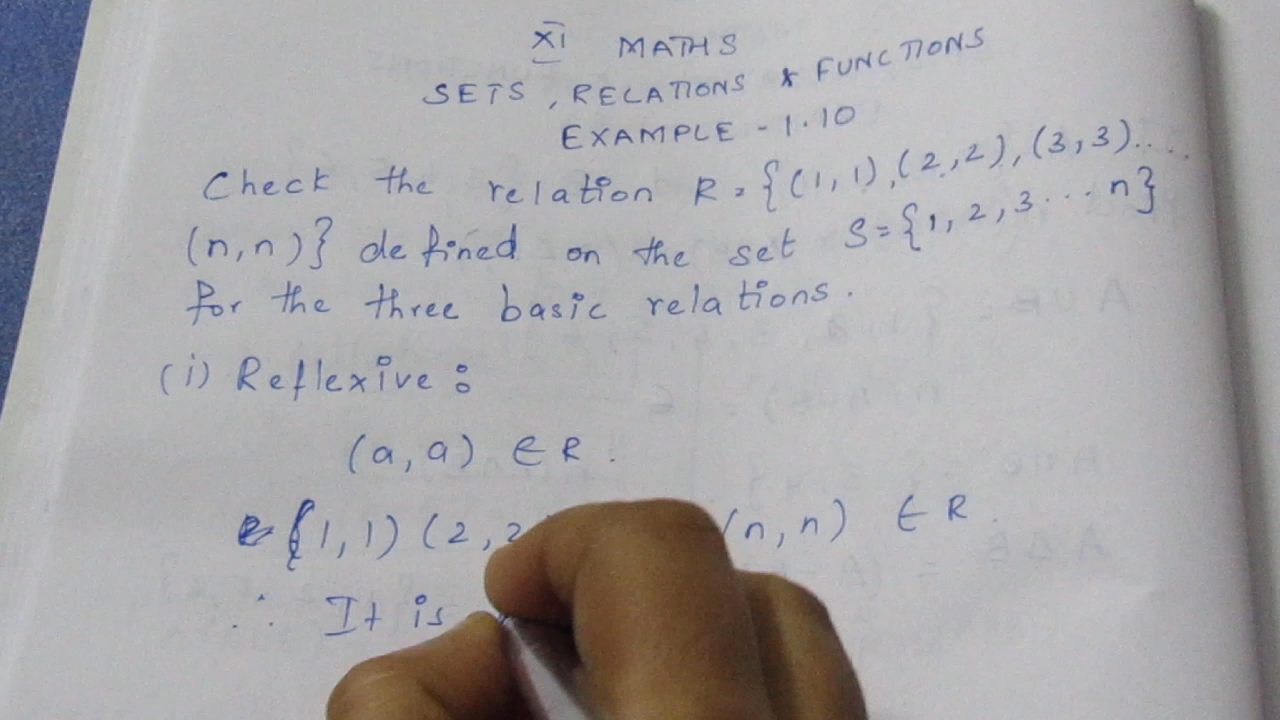 XI MATHS
SETS, RELATIONS & FUNCTIONS
EXAMPLE - 1.10
Check the relation R = {(1,1),(2,2),(3,3)....
(n,n)} defined on the set S={1,2,3...n}
for the three basic relations.
(i) Reflexive:
(a,a) ∈ R.
(1,1) (2,2 (n,n) ∈ R.
∴ It is